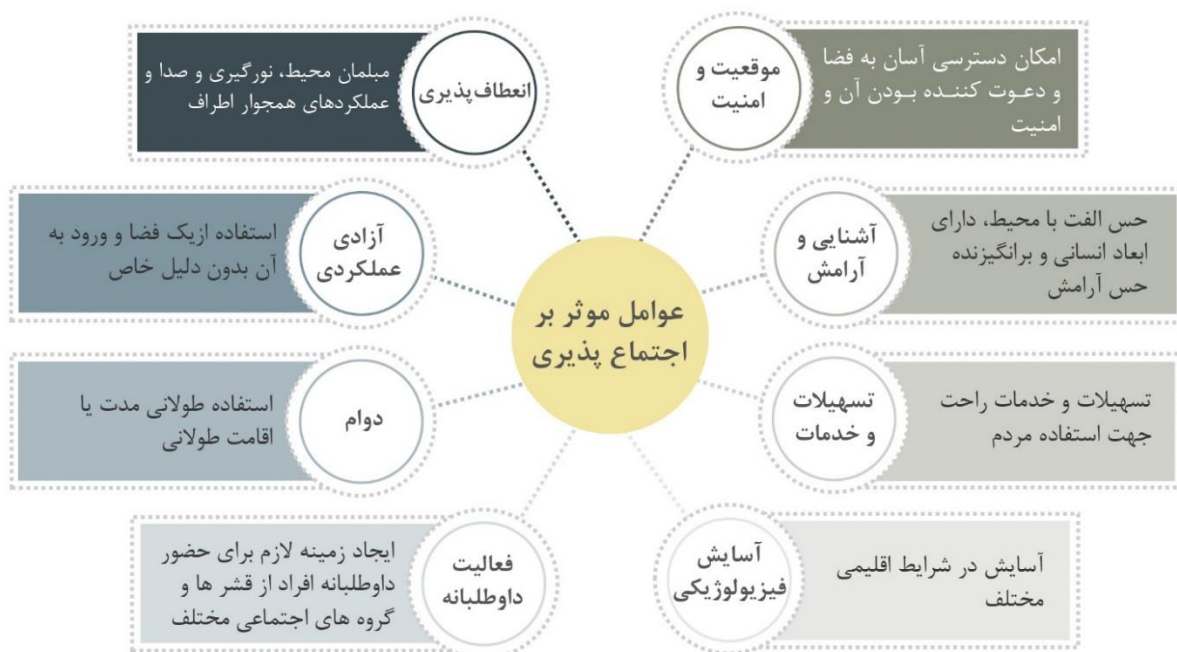 عوامل موثر بر
اجتماع پذیری
موقعیت و
امنیت
امکان دسترسی آسان به فضا
و دعوت کننده بودن آن و
امنیت
آشنایی و
آرامش
حس الفت با محیط، دارای
ابعاد انسانی و برانگیزنده
حس آرامش
تسهیلات
و خدمات
تسهیلات و خدمات راحت
جهت استفاده مردم
آسایش
فیزیولوژیکی
آسایش در شرایط اقلیمی
مختلف
انعطاف‌پذیری
مبلمان محیط، نورگیری و صدا و
عملکردهای همجوار اطراف
آزادی
عملکردی
استفاده ازیک فضا و ورود به
آن بدون دلیل خاص
دوام
استفاده طولانی مدت یا
اقامت طولانی
فعالیت
داوطلبانه
ایجاد زمینه لازم برای حضور
داوطلبانه افراد از قشر ها و
گروه های اجتماعی مختلف